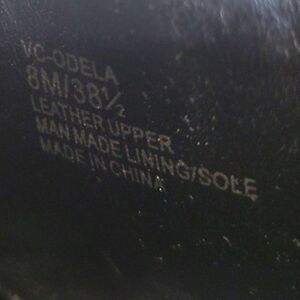 VC-ODELA
8M/38½
LEATHER UPPER
MAN MADE LINING/SOLE
MADE IN CHINA